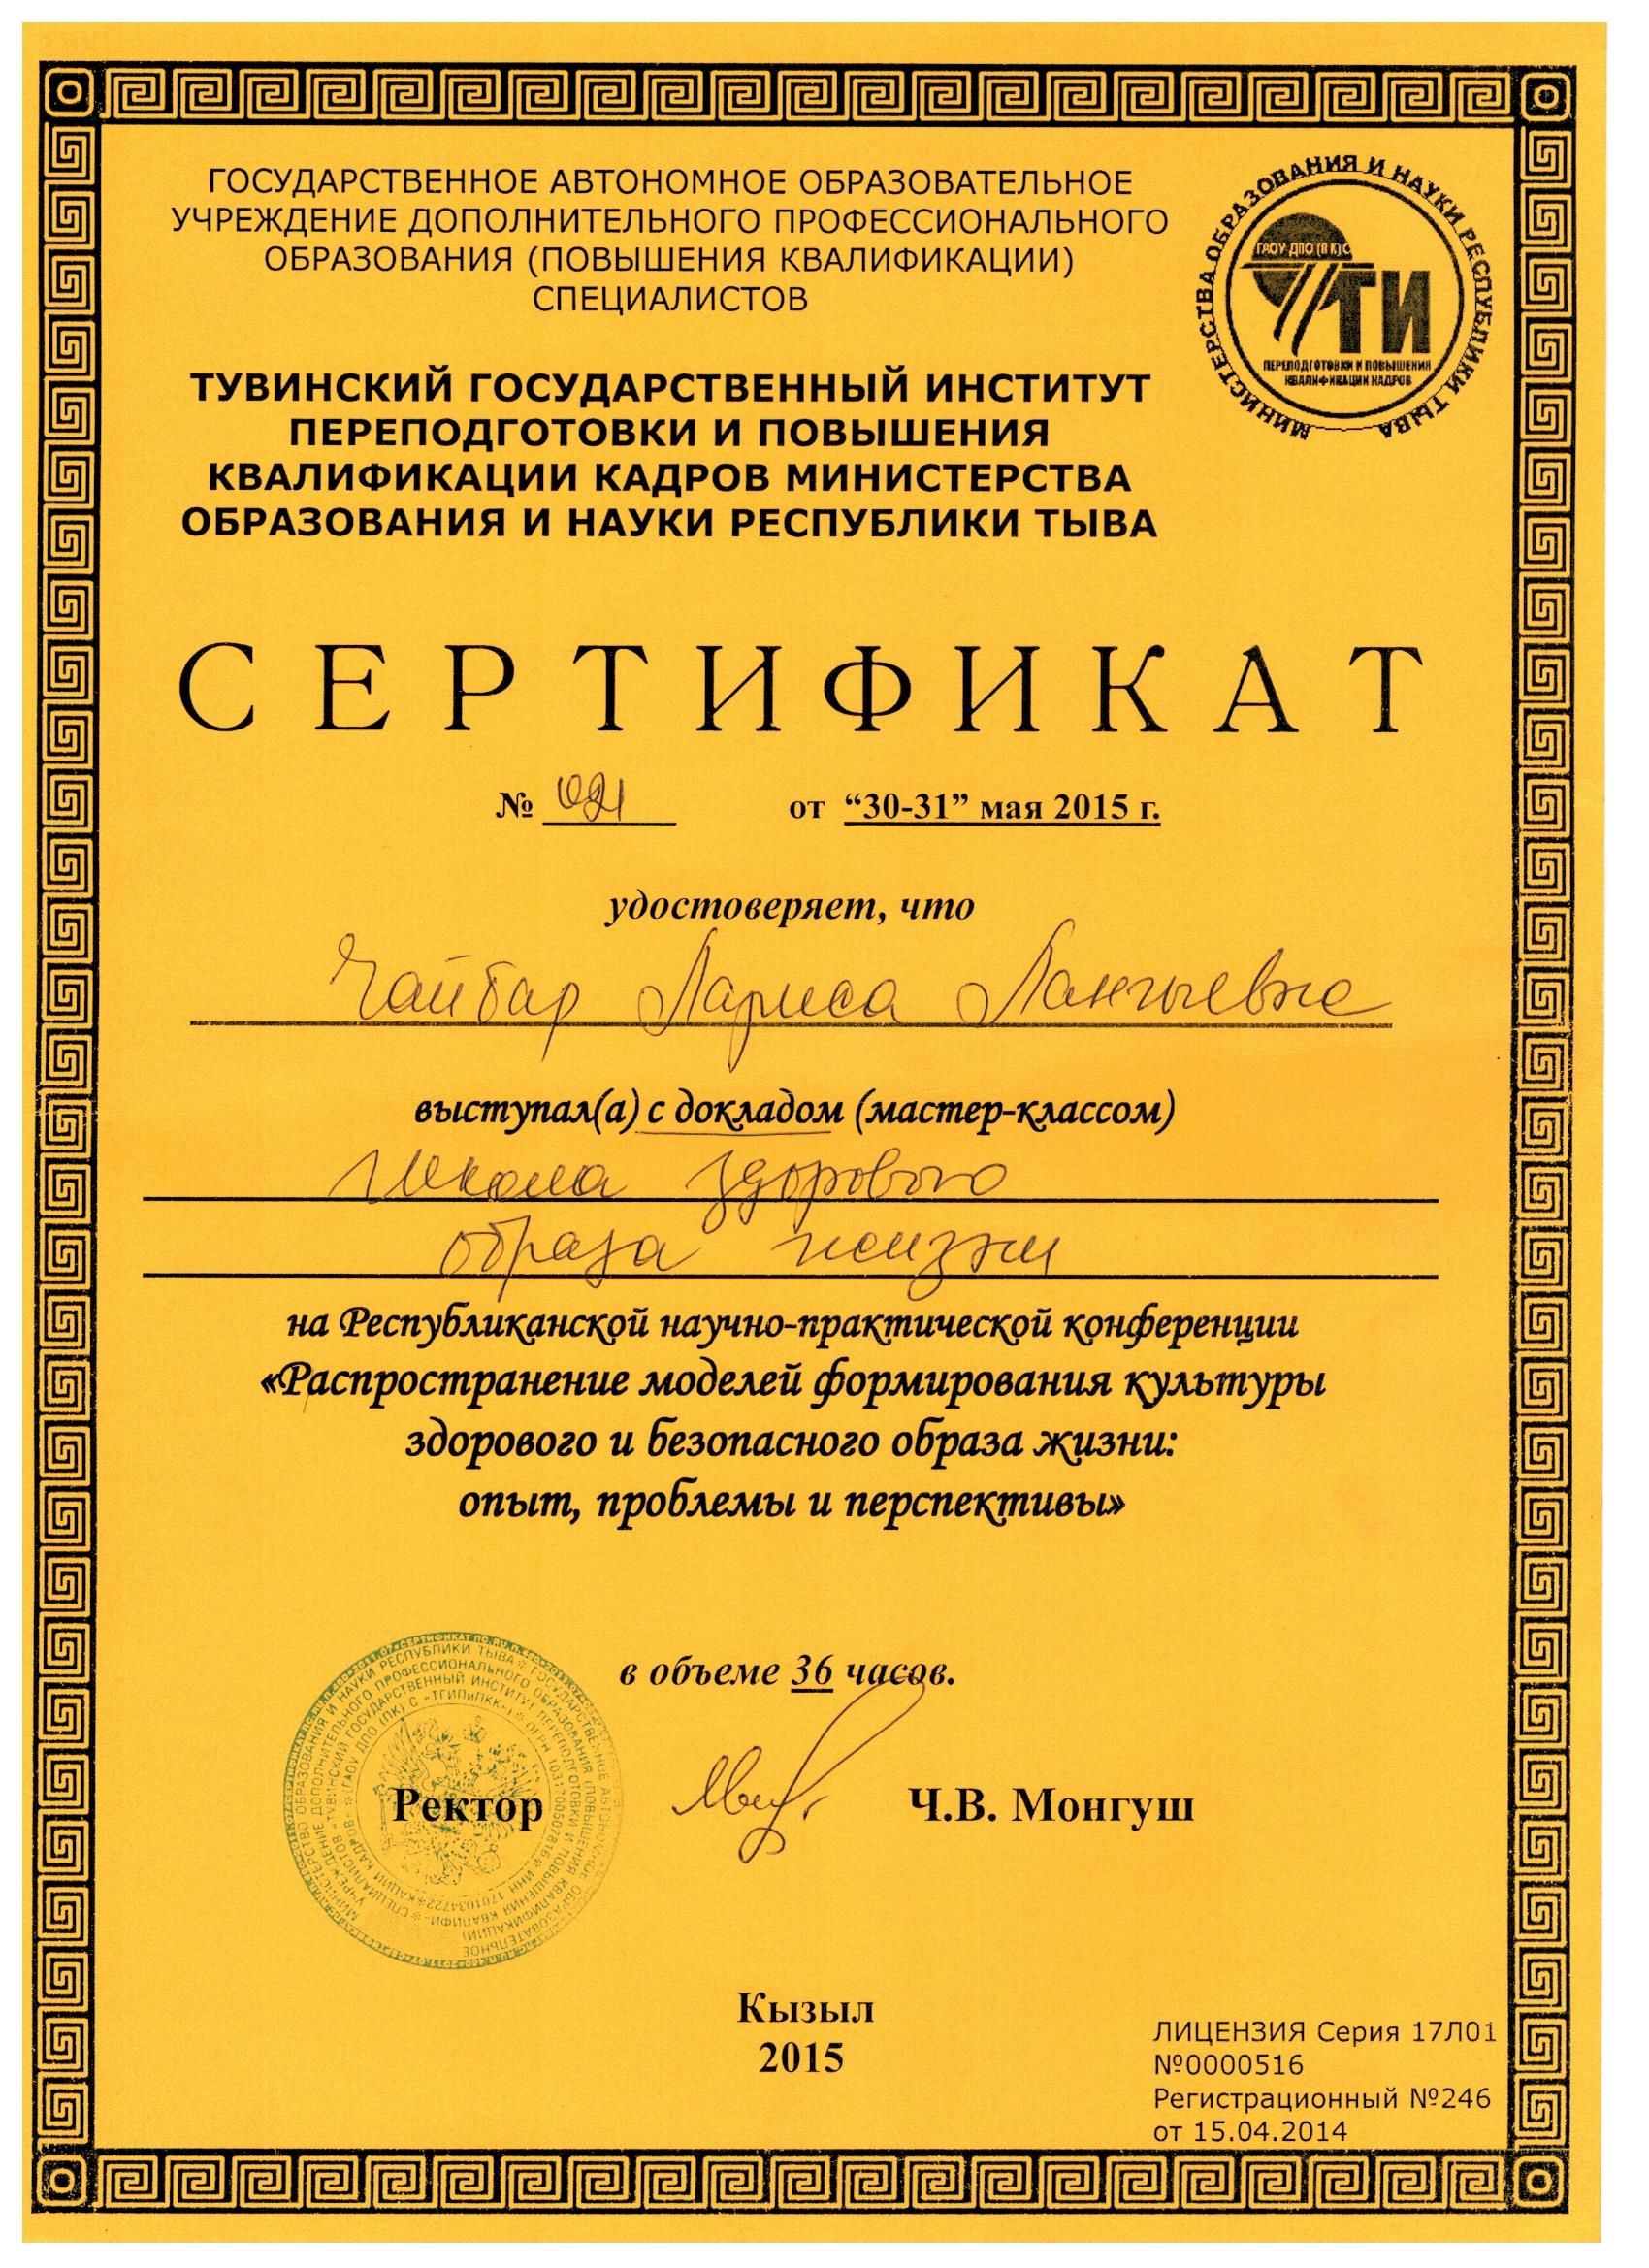 ГОСУДАРСТВЕННОЕ АВТОНОМНОЕ ОБРАЗОВАТЕЛЬНОЕ
УЧРЕЖДЕНИЕ ДОПОЛНИТЕЛЬНОГО ПРОФЕССИОНАЛЬНОГО
ОБРАЗОВАНИЯ (ПОВЫШЕНИЯ КВАЛИФИКАЦИИ)
СПЕЦИАЛИСТОВ
МИНИСТЕРСТВА ОБРАЗОВАНИЯ И НАУКИ РЕСПУБЛИКИ ТЫВА
ГАОУ ДПО (ПК)С
ТИ
ПЕРЕПОДГОТОВКИ И ПОВЫШЕНИЯ
КВАЛИФИКАЦИИ КАДРОВ
ТУВИНСКИЙ ГОСУДАРСТВЕННЫЙ ИНСТИТУТ
ПЕРЕПОДГОТОВКИ И ПОВЫШЕНИЯ
КВАЛИФИКАЦИИ КАДРОВ МИНИСТЕРСТВА
ОБРАЗОВАНИЯ И НАУКИ РЕСПУБЛИКИ ТЫВА
СЕРТИФИКАТ
№ от “30-31” мая 2015 г.
удостоверяет, что
Чайбар Лариса
выступал(а) с докладом (мастер-классом)
Школа здорового
образа жизни
на Республиканской научно-практической конференции
«Распространение моделей формирования культуры
здорового и безопасного образа жизни:
опыт, проблемы и перспективы»
в объеме 36 часов.
Ректор Ч.В. Монгуш
Кызыл
2015
ЛИЦЕНЗИЯ Серия 17Л01
№0000516
Регистрационный №246
от 15.04.2014